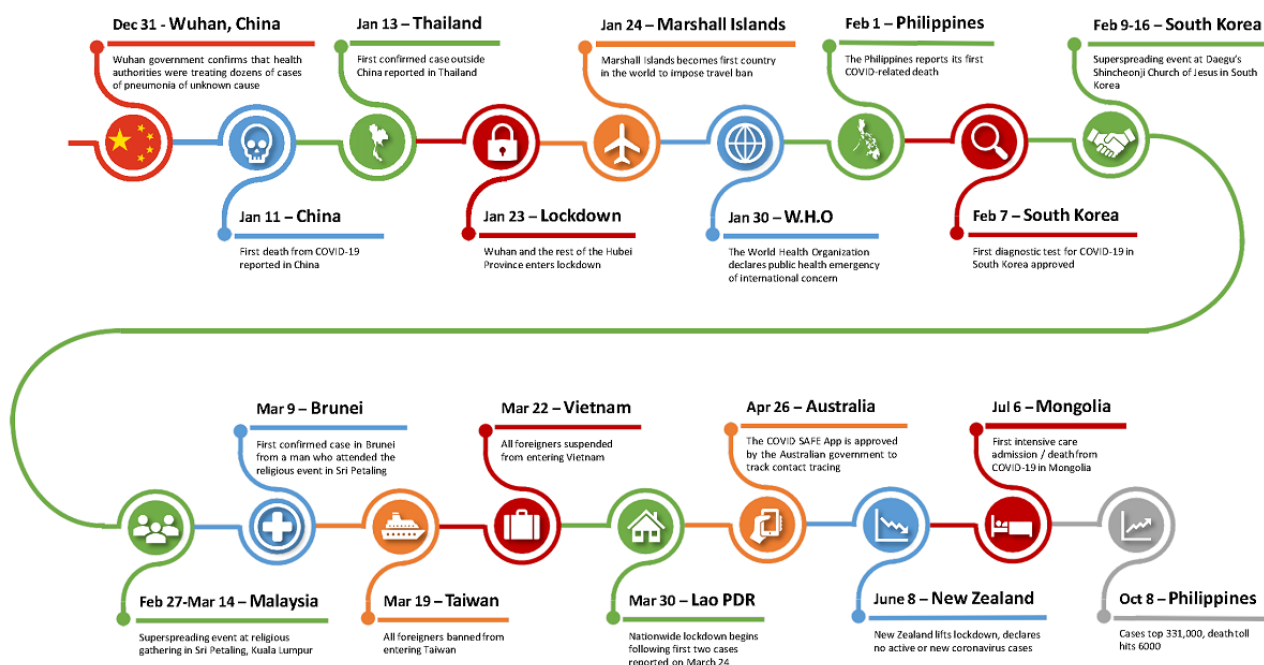 Dec 31 - Wuhan, China
Wuhan government confirms that health
authorities were treating dozens of cases
of pneumonia of unknown cause
Jan 11 – China
First death from COVID-19
reported in China
Jan 13 – Thailand
First confirmed case outside
China reported in Thailand
Jan 23 – Lockdown
Wuhan and the rest of the Hubei
Province enters lockdown
Jan 24 – Marshall Islands
Marshall Islands becomes first country
in the world to impose travel ban
Jan 30 – W.H.O
The World Health Organization
declares public health emergency
of international concern
Feb 1 – Philippines
The Philippines reports its first
COVID-related death
Feb 7 – South Korea
First diagnostic test for COVID-19 in
South Korea approved
Feb 9-16 – South Korea
Superspreading event at Daegu's
Shincheonji Church of Jesus in South
Korea
Feb 27-Mar 14 – Malaysia
Superspreading event at religious
gathering in Sri Petaling, Kuala Lumpur
Mar 9 – Brunei
First confirmed case in Brunei
from a man who attended the
religious event in Sri Petaling
Mar 19 – Taiwan
All foreigners banned from
entering Taiwan
Mar 22 – Vietnam
All foreigners suspended
from entering Vietnam
Mar 30 – Lao PDR
Nationwide lockdown begins
following first two cases
reported on March 24
Apr 26 – Australia
The COVID SAFE App is approved
by the Australian government to
track contact tracing
June 8 – New Zealand
New Zealand lifts lockdown, declares
no active or new coronavirus cases
Jul 6 – Mongolia
First intensive care
admission / death from
COVID-19 in Mongolia
Oct 8 – Philippines
Cases top 331,000, death toll
hits 6000